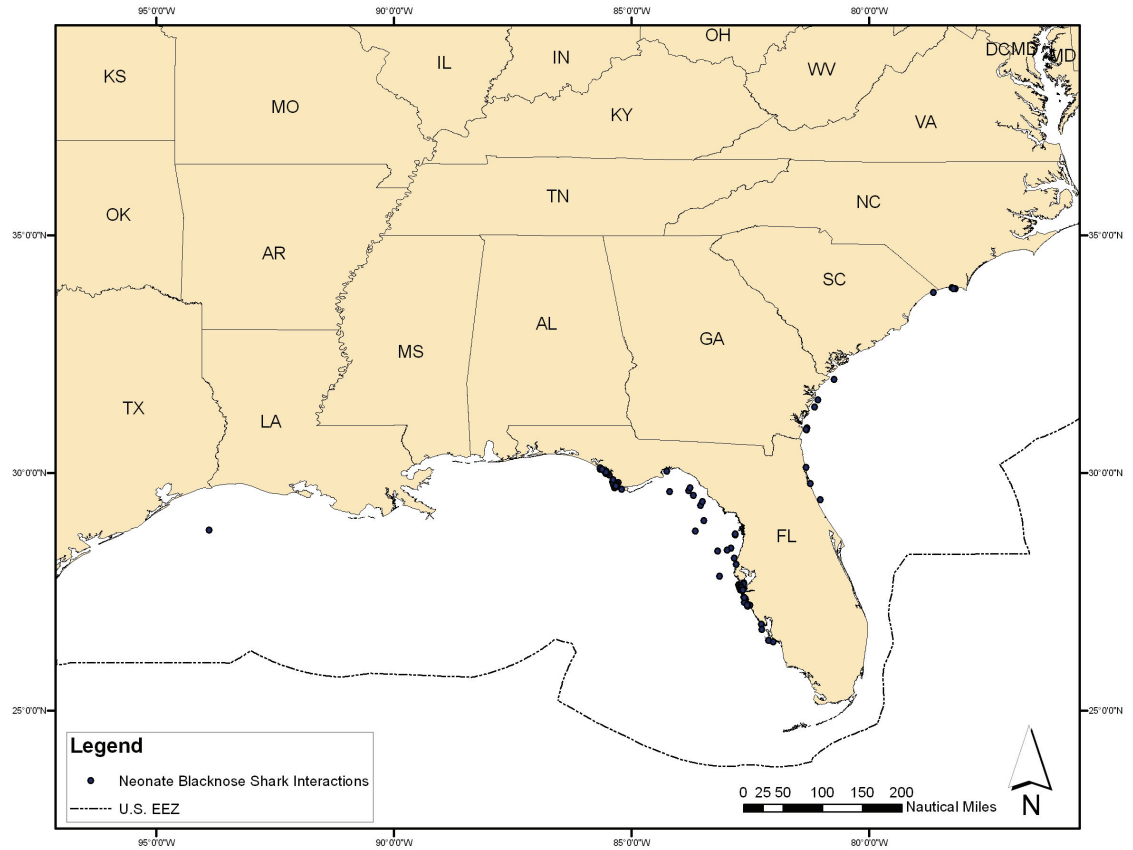 95°0'0"W 90°0'0"W 85°0'0"W 80°0'0"W
OH
DC MD MD
IL IN
WV
KS
MO
KY
VA
TN
NC
OK
35°0'0"N 35°0'0"N
AR
SC
AL
GA
MS
TX
LA
30°0'0"N 30°0'0"N
FL
25°0'0"N 25°0'0"N
Legend
Neonate Blacknose Shark Interactions
U.S. EEZ
0 25 50 100 150 200
Nautical Miles
N
95°0'0"W 90°0'0"W 85°0'0"W 80°0'0"W